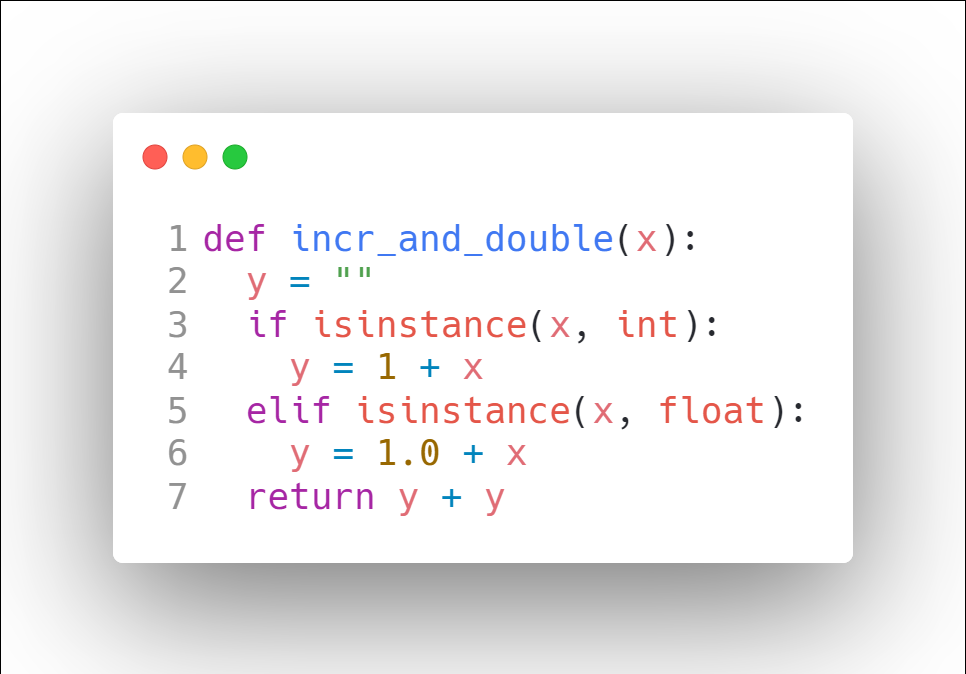 1 def incr_and_double(x):
2   y = ""
3   if isinstance(x, int):
4     y = 1 + x
5   elif isinstance(x, float):
6     y = 1.0 + x
7   return y + y